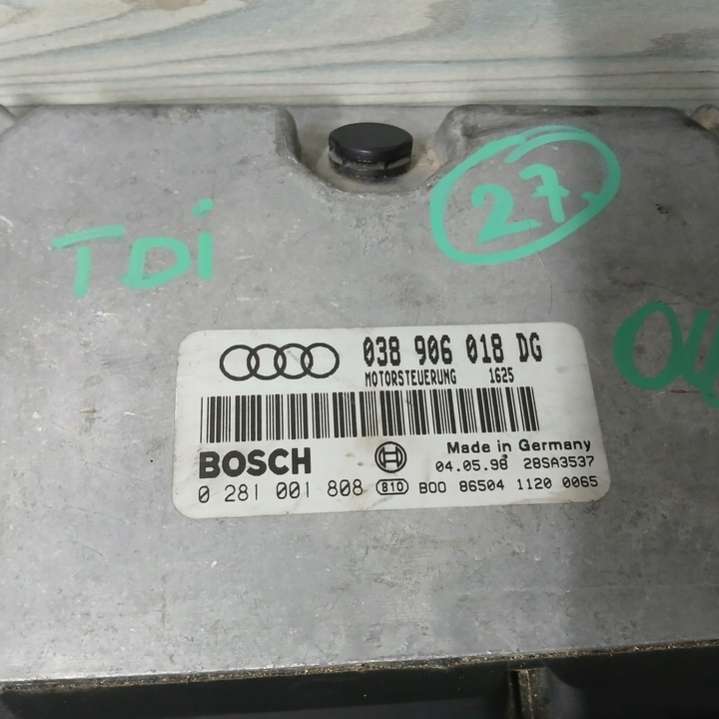 TDi
27.
038 906 018 DG
MOTORSTEUERUNG 1625
BOSCH
Made in Germany
04.05.98 28SA3537
0 281 001 808 810 B00 86504 1120 0065